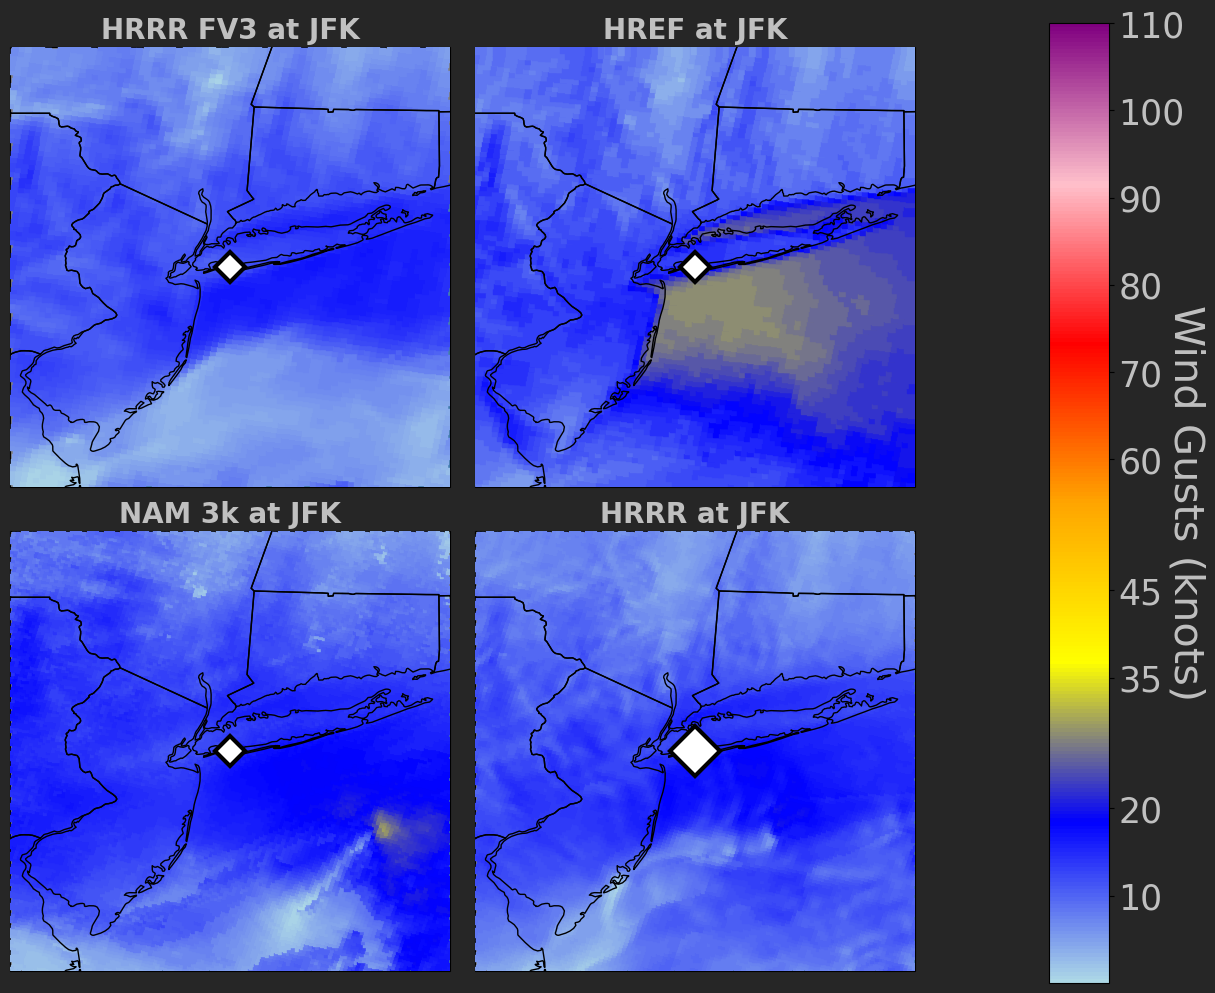 HRRR FV3 at JFK
HREF at JFK
NAM 3k at JFK
HRRR at JFK
110
100
90
80
70
60
45
35
20
10
Wind Gusts (knots)